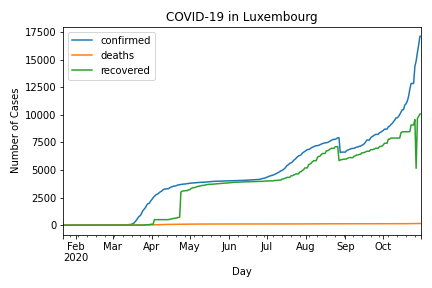 COVID-19 in Luxembourg
17500
15000
12500
10000
7500
5000
2500
0
Number of Cases
confirmed
deaths
recovered
Feb Mar Apr May Jun Jul Aug Sep Oct
2020
Day